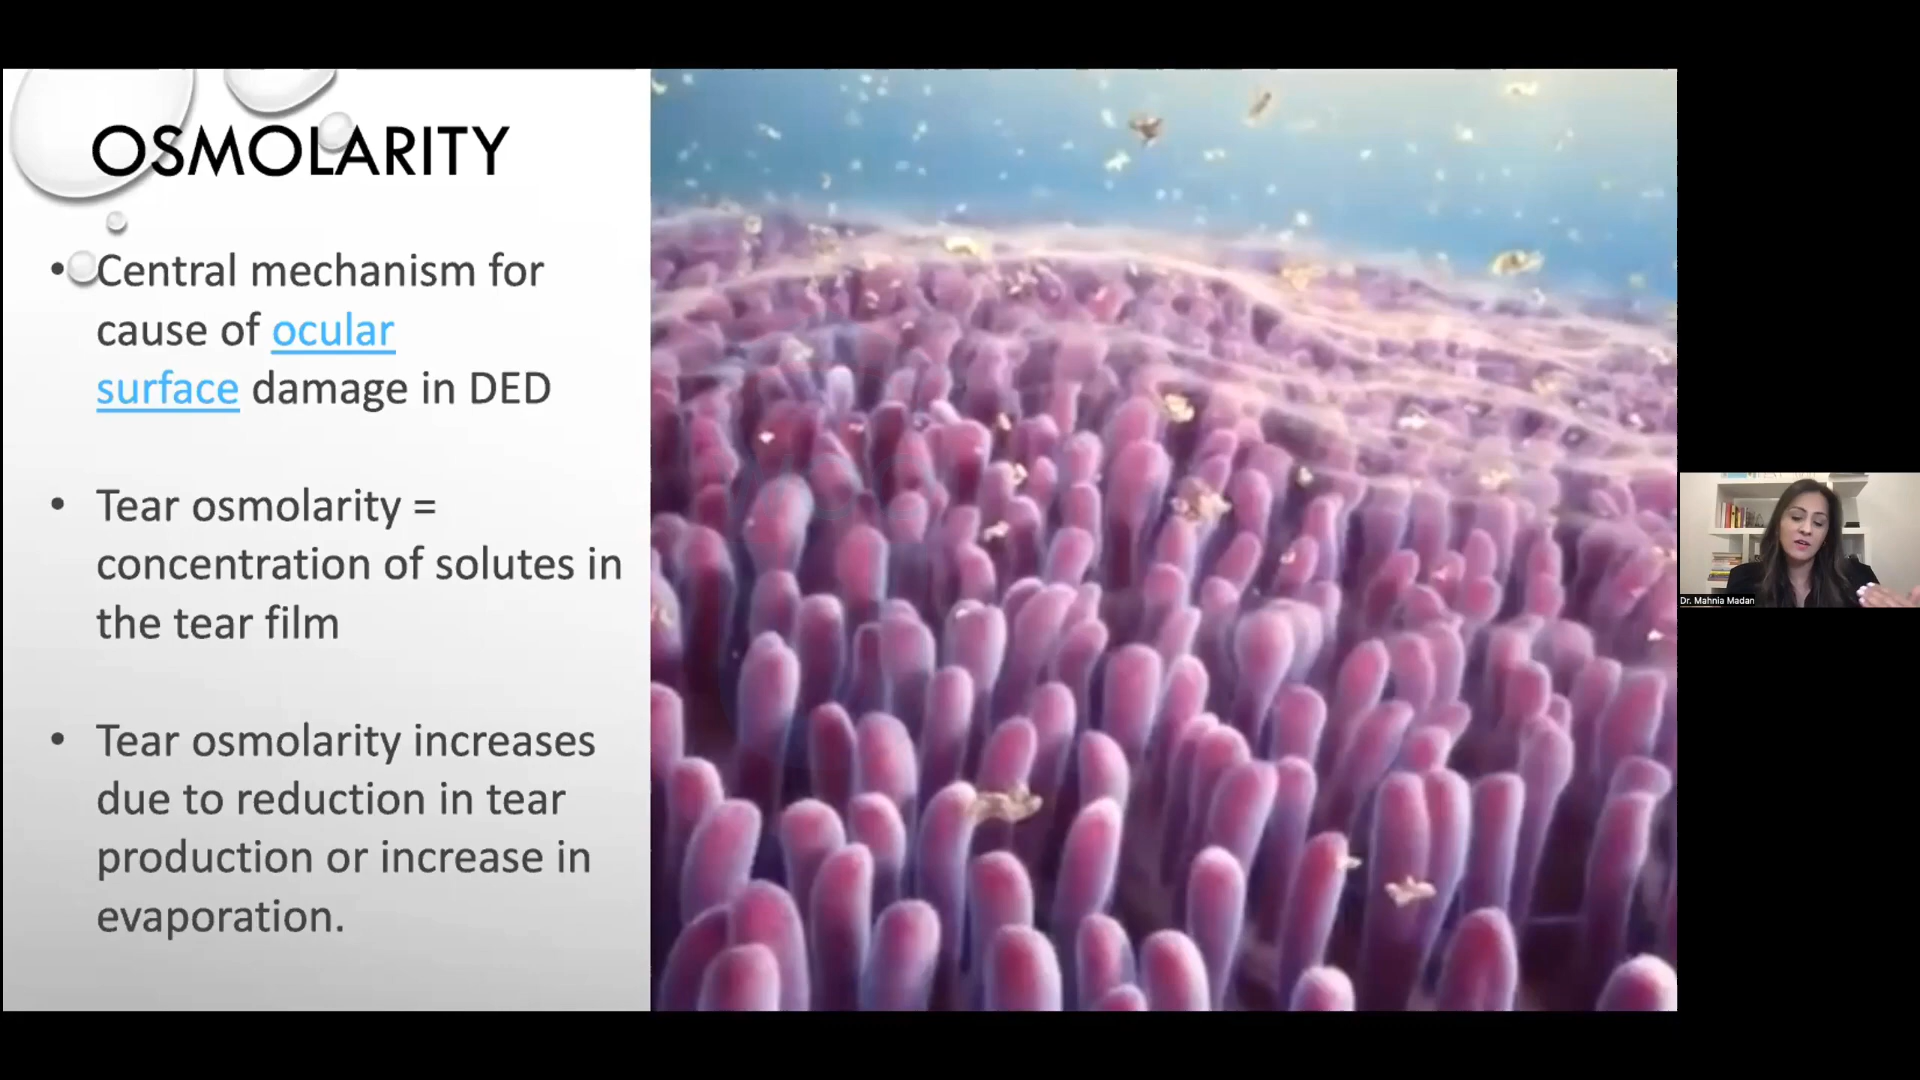 OSMOLARITY
• Central mechanism for
cause of ocular
surface damage in DED
• Tear osmolarity =
concentration of solutes in
the tear film
• Tear osmolarity increases
due to reduction in tear
production or increase in
evaporation.
Dr. Mahnia Madan